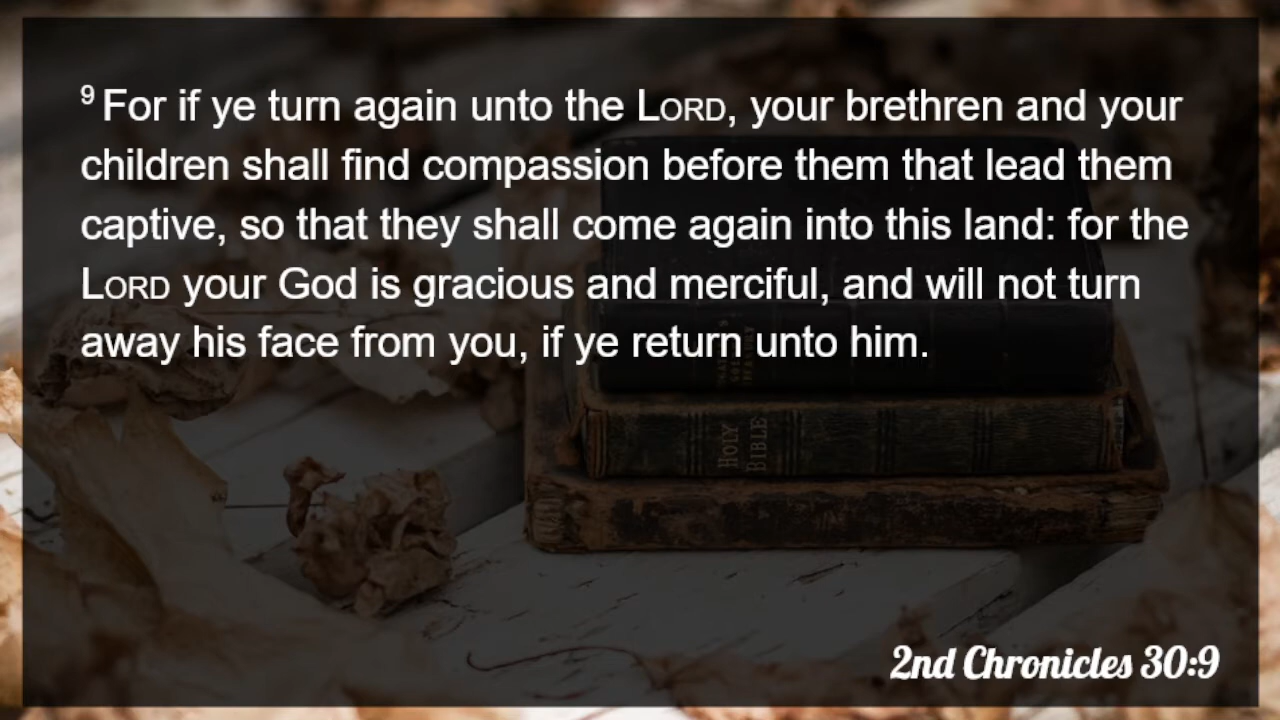 9 For if ye turn again unto the LORD, your brethren and your
children shall find compassion before them that lead them
captive, so that they shall come again into this land: for the
LORD your God is gracious and merciful, and will not turn
away his face from you, if ye return unto him.
HOLY
BIBLE
2nd Chronicles 30:9